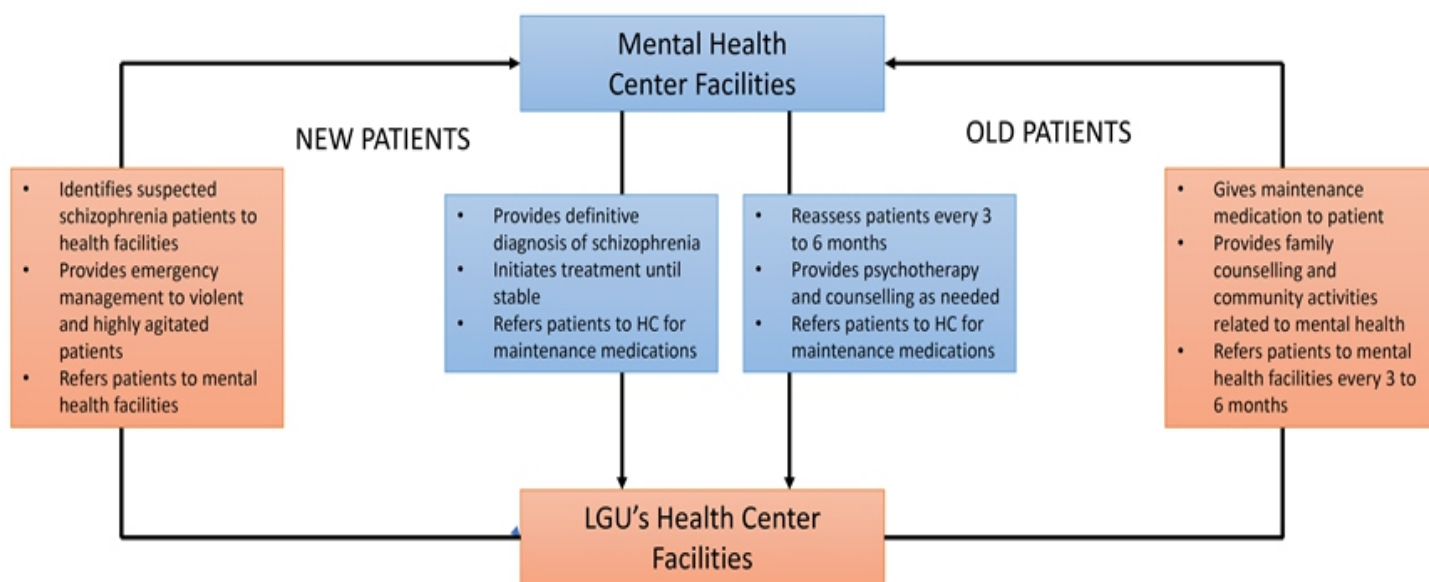 Mental Health
Center Facilities
NEW PATIENTS
OLD PATIENTS
• Identifies suspected
schizophrenia patients to
health facilities
• Provides emergency
management to violent
and highly agitated
patients
• Refers patients to mental
health facilities
• Provides definitive
diagnosis of schizophrenia
• Initiates treatment until
stable
• Refers patients to HC for
maintenance medications
• Reassess patients every 3
to 6 months
• Provides psychotherapy
and counselling as needed
• Refers patients to HC for
maintenance medications
• Gives maintenance
medication to patient
• Provides family
counselling and
community activities
related to mental health
• Refers patients to mental
health facilities every 3 to
6 months
LGU's Health Center
Facilities